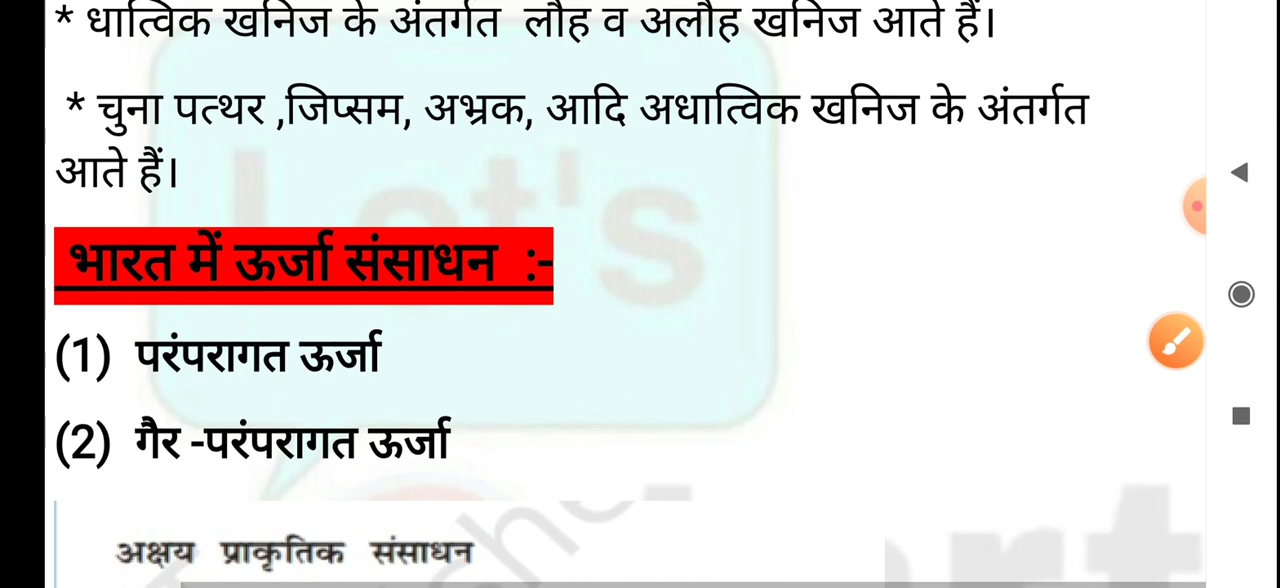 * धात्विक खनिज के अंतर्गत लौह व अलौह खनिज आते हैं।
* चुना पत्थर ,जिप्सम, अभ्रक, आदि अधात्विक खनिज के अंतर्गत
आते हैं।
भारत में ऊर्जा संसाधन :-
(1) परंपरागत ऊर्जा
(2) गैर -परंपरागत ऊर्जा
अक्षय प्राकृतिक संसाधन
Let's